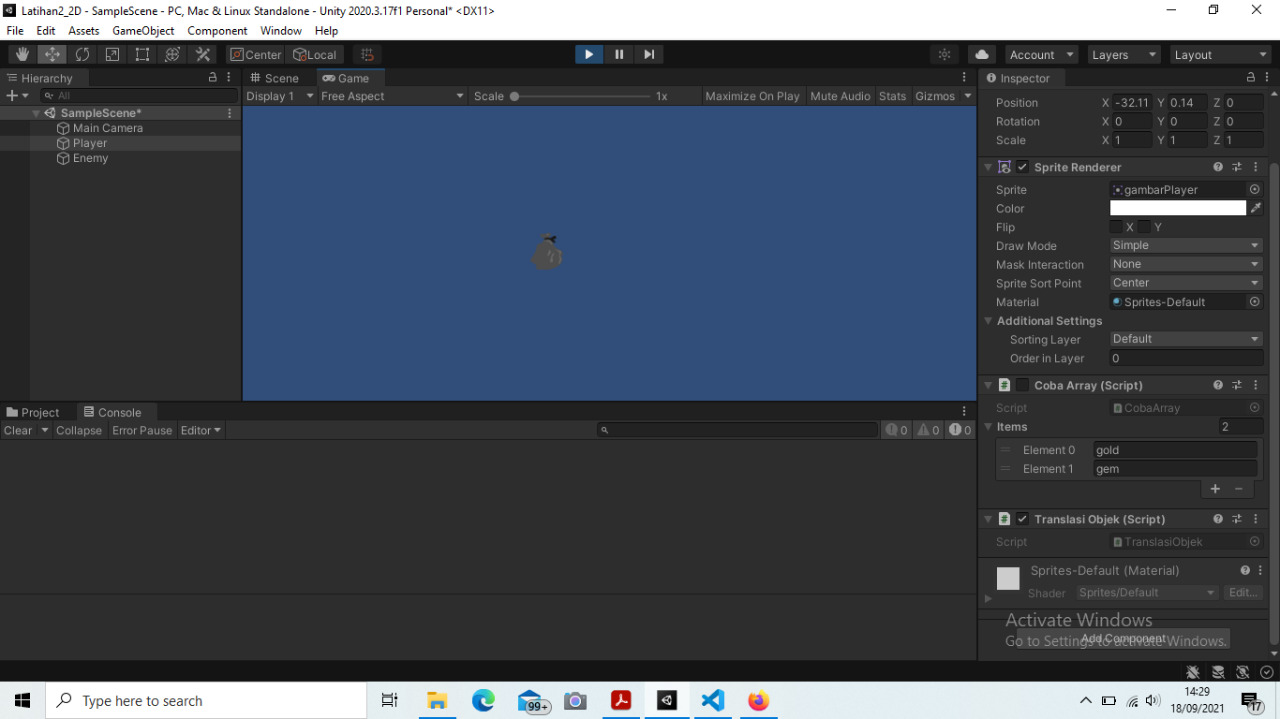 Latihan2_2D - SampleScene - PC, Mac & Linux Standalone - Unity 2020.3.17f1 Personal* <DX11>
File Edit Assets GameObject Component Window Help
Center Local Account Layers Layout
Hierarchy Scene Game Inspector
All Display 1 Free Aspect Scale 1x Maximize On Play Mute Audio Stats Gizmos
SampleScene*
Main Camera
Player
Enemy
Position X -32.11 Y 0.14 Z 0
Rotation X 0 Y 0 Z 0
Scale X 1 Y 1 Z 1
Sprite Renderer
Sprite gambarPlayer
Color
Flip X Y
Draw Mode Simple
Mask Interaction None
Sprite Sort Point Center
Material Sprites-Default
Additional Settings
Sorting Layer Default
Order in Layer 0
Coba Array (Script)
Script CobaArray
Items 2
Element 0 gold
Element 1 gem
+ −
Translasi Objek (Script)
Script TranslasiObjek
Sprites-Default (Material)
Shader Sprites/Default Edit...
Add Component
Activate Windows
Go to Settings to activate Windows.
Project Console
Clear Collapse Error Pause Editor 0 0 0
Type here to search
99+
14:29
18/09/2021
17